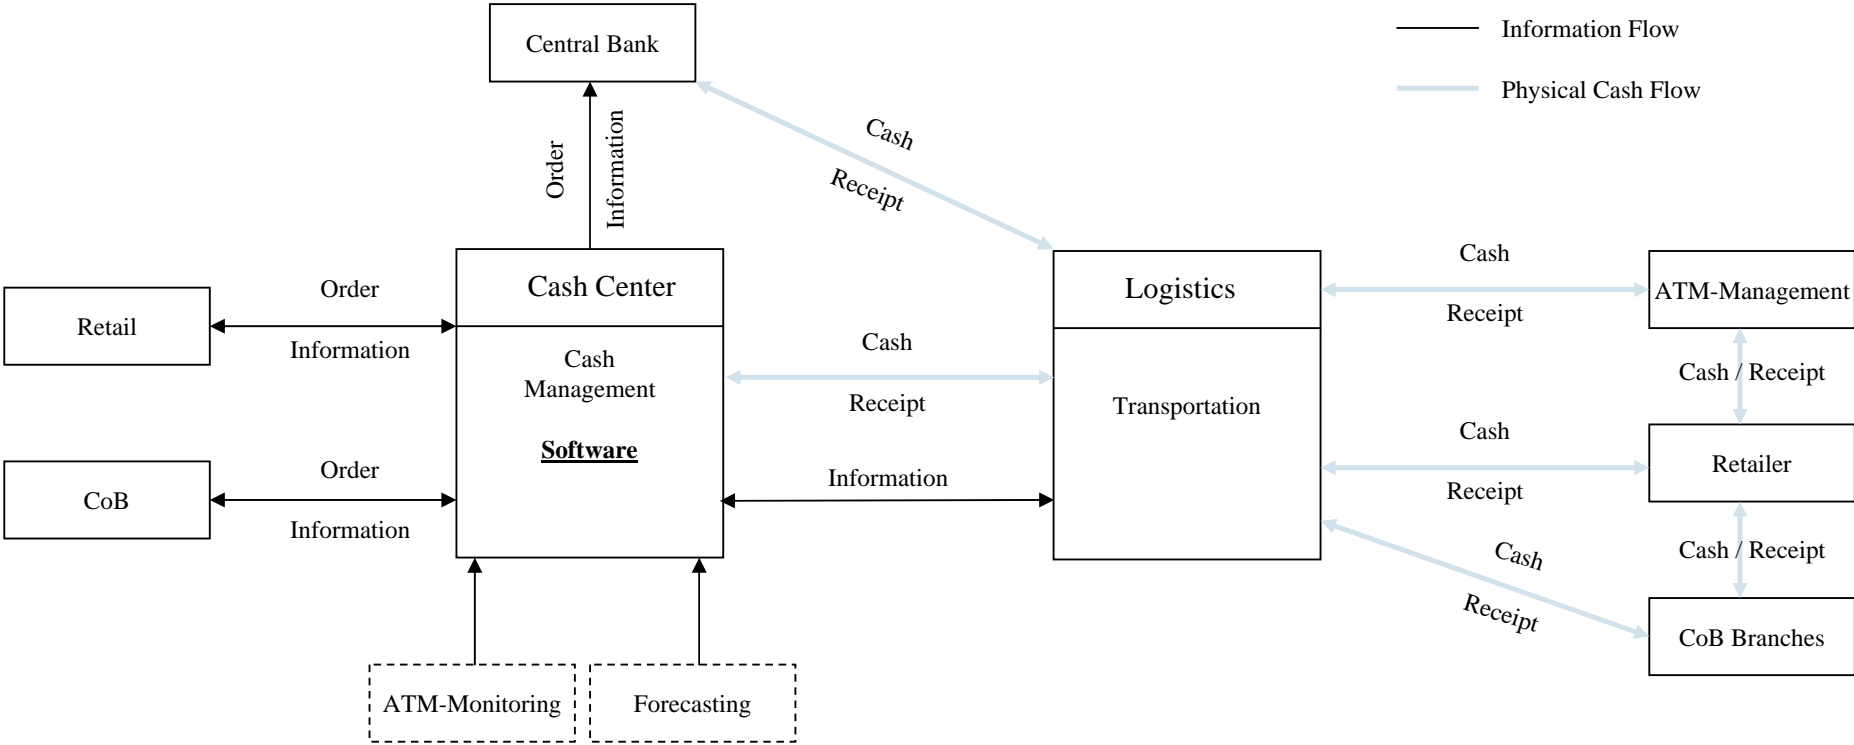 Central Bank
Information Flow
Physical Cash Flow
Order
Information
Cash
Receipt
Retail
Order
Information
Cash Center
Cash
Management
Software
CoB
Order
Information
Cash
Receipt
Information
Logistics
Transportation
Cash
Receipt
ATM-Management
Cash / Receipt
Cash
Receipt
Retailer
Cash / Receipt
Cash
Receipt
CoB Branches
ATM-Monitoring
Forecasting